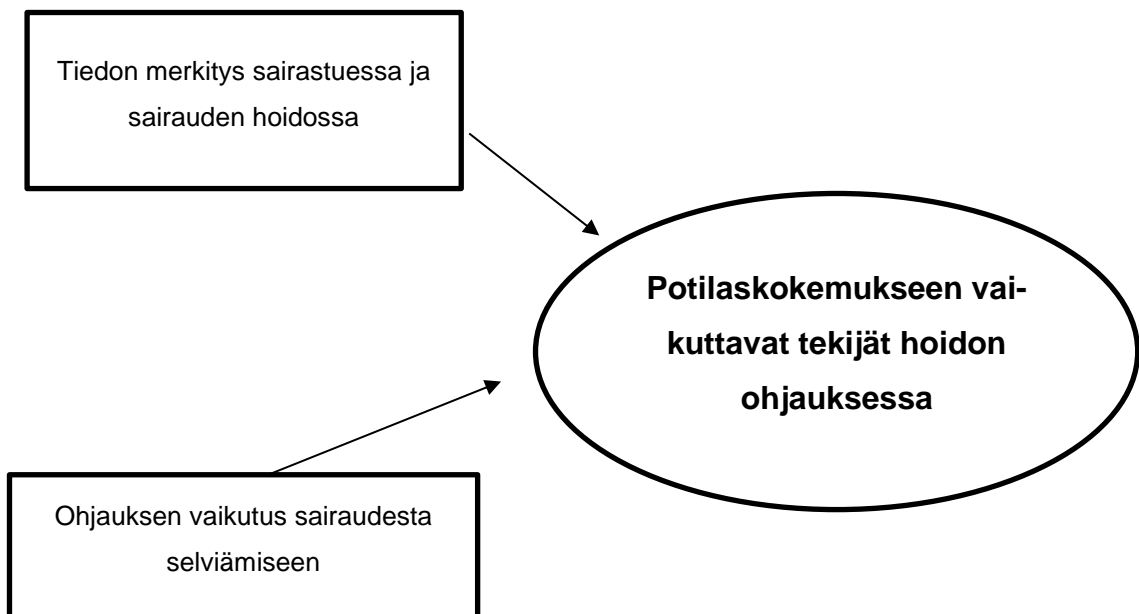 Tiedon merkitys sairastuessa ja
sairauden hoidossa
Potilaskokemukseen vai-
kuttavat tekijät hoidon
ohjauksessa
Ohjauksen vaikutus sairaudesta
selviämiseen